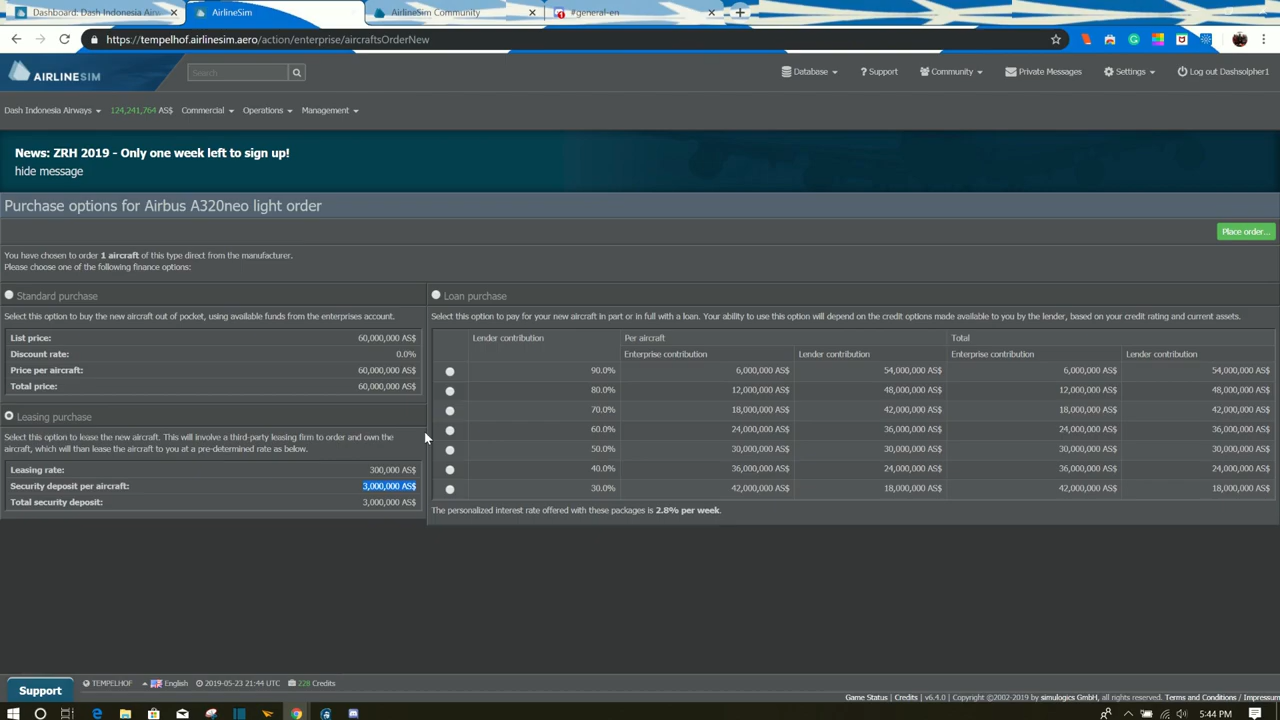 Dashboard: Dash Indonesia Airw
AirlineSim
AirlineSim Community
#general-en
https://tempelhof.airlinesim.aero/action/enterprise/aircraftsOrderNew
AIRLINESIM
Search
Database
Support
Community
Private Messages
Settings
Log out Dashsolpher1
Dash Indonesia Airways
124,241,764 AS$
Commercial
Operations
Management
News: ZRH 2019 - Only one week left to sign up!
hide message
Purchase options for Airbus A320neo light order
Place order...
You have chosen to order 1 aircraft of this type direct from the manufacturer.
Please choose one of the following finance options:
Standard purchase
Select this option to buy the new aircraft out of pocket, using available funds from the enterprises account.
List price: 60,000,000 AS$
Discount rate: 0.0%
Price per aircraft: 60,000,000 AS$
Total price: 60,000,000 AS$
Leasing purchase
Select this option to lease the new aircraft. This will involve a third-party leasing firm to order and own the
aircraft, which will than lease the aircraft to you at a pre-determined rate as below.
Leasing rate: 300,000 AS$
Security deposit per aircraft: 3,000,000 AS$
Total security deposit: 3,000,000 AS$
Loan purchase
Select this option to pay for your new aircraft in part or in full with a loan. Your ability to use this option will depend on the credit options made available to you by the lender, based on your credit rating and current assets.
Lender contribution Per aircraft Total
Enterprise contribution Lender contribution Enterprise contribution Lender contribution
90.0% 6,000,000 AS$ 54,000,000 AS$ 6,000,000 AS$ 54,000,000 AS$
80.0% 12,000,000 AS$ 48,000,000 AS$ 12,000,000 AS$ 48,000,000 AS$
70.0% 18,000,000 AS$ 42,000,000 AS$ 18,000,000 AS$ 42,000,000 AS$
60.0% 24,000,000 AS$ 36,000,000 AS$ 24,000,000 AS$ 36,000,000 AS$
50.0% 30,000,000 AS$ 30,000,000 AS$ 30,000,000 AS$ 30,000,000 AS$
40.0% 36,000,000 AS$ 24,000,000 AS$ 36,000,000 AS$ 24,000,000 AS$
30.0% 42,000,000 AS$ 18,000,000 AS$ 42,000,000 AS$ 18,000,000 AS$
The personalized interest rate offered with these packages is 2.8% per week.
Support
TEMPELHOF
English
2019-05-23 21:44 UTC
228 Credits
Game Status | Credits | v6.4.0 | Copyright ©2002-2019 by simulogics GmbH, all rights reserved. Terms and Conditions / Impressum
5:44 PM